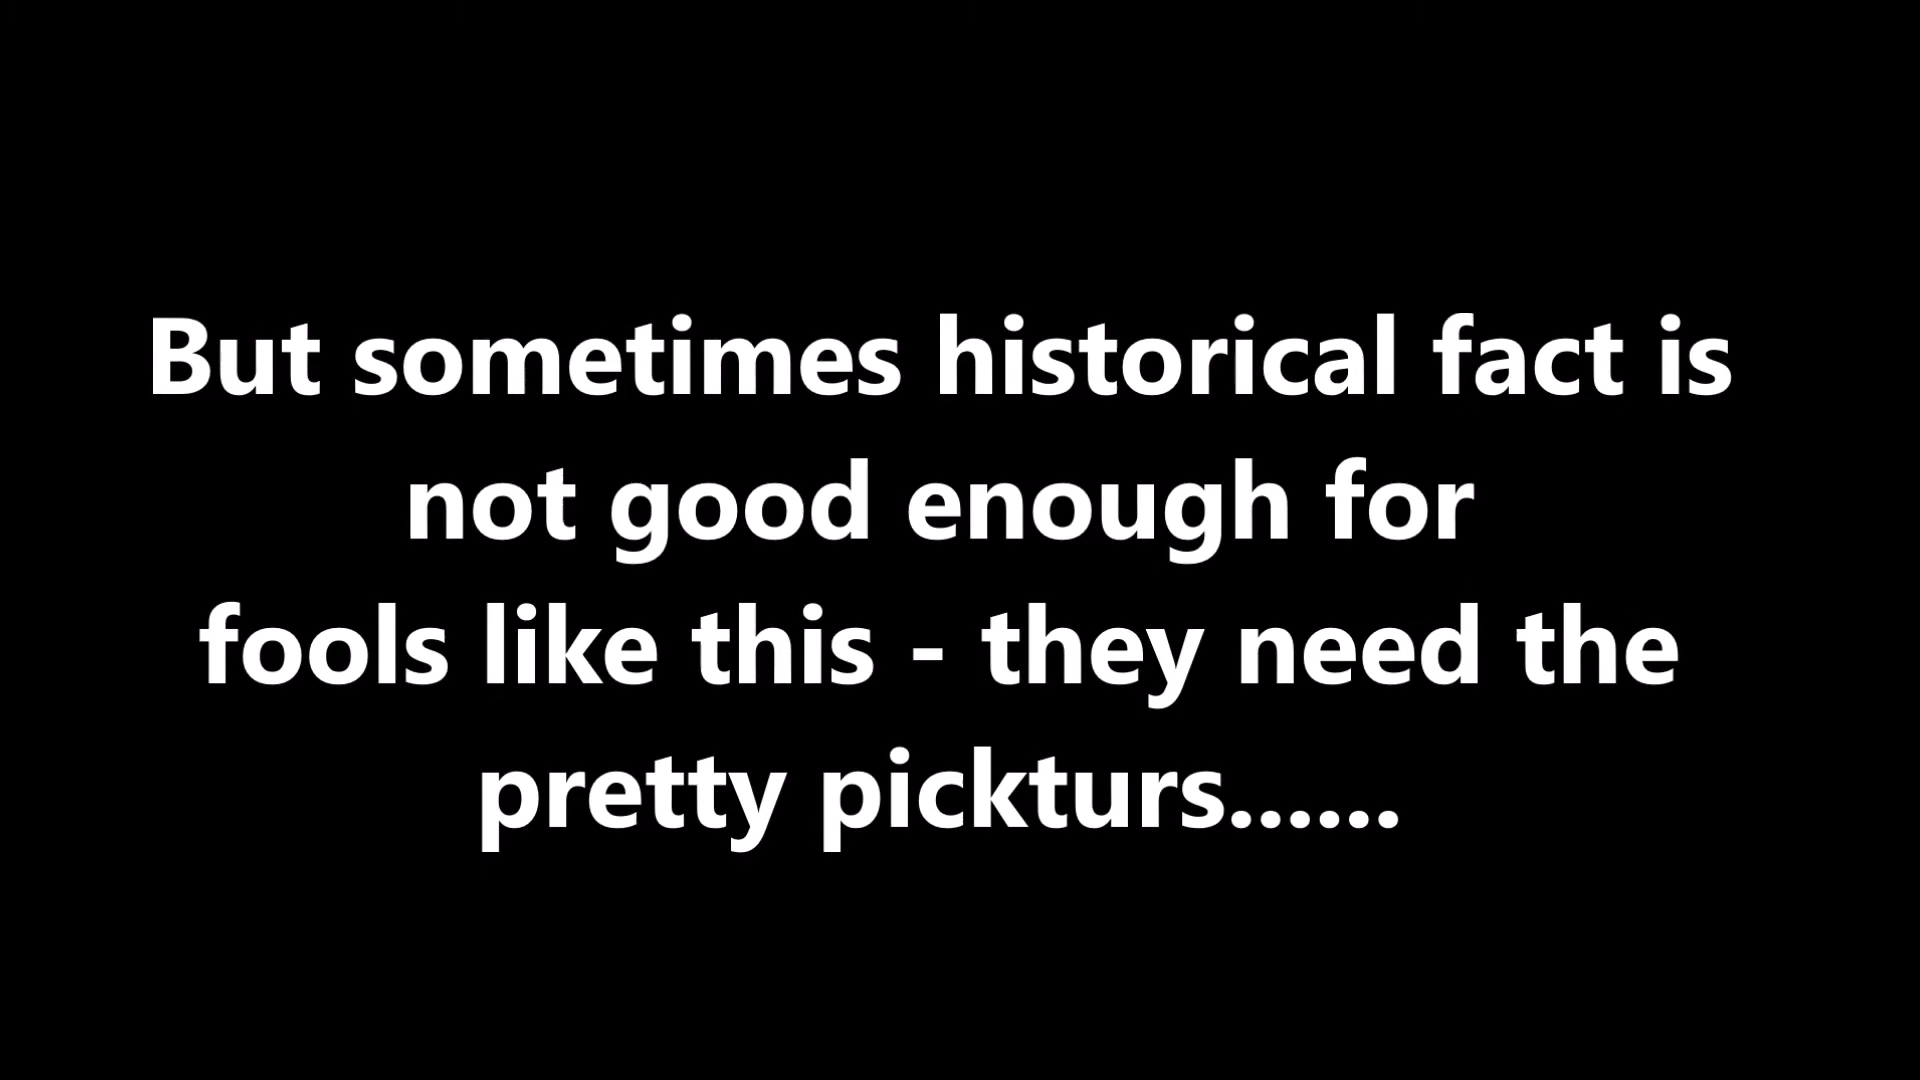 But sometimes historical fact is
not good enough for
fools like this - they need the
pretty pickturs......